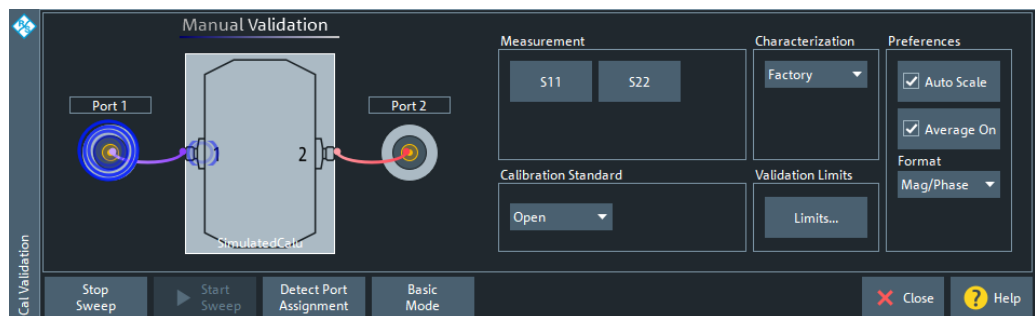 Manual Validation
Port 1
Port 2
1
2
SimulatedCalu
Measurement
S11
S22
Calibration Standard
Open
Characterization
Factory
Validation Limits
Limits...
Preferences
Auto Scale
Average On
Format
Mag/Phase
Cal Validation
Stop
Sweep
Start
Sweep
Detect Port
Assignment
Basic
Mode
Close
? Help